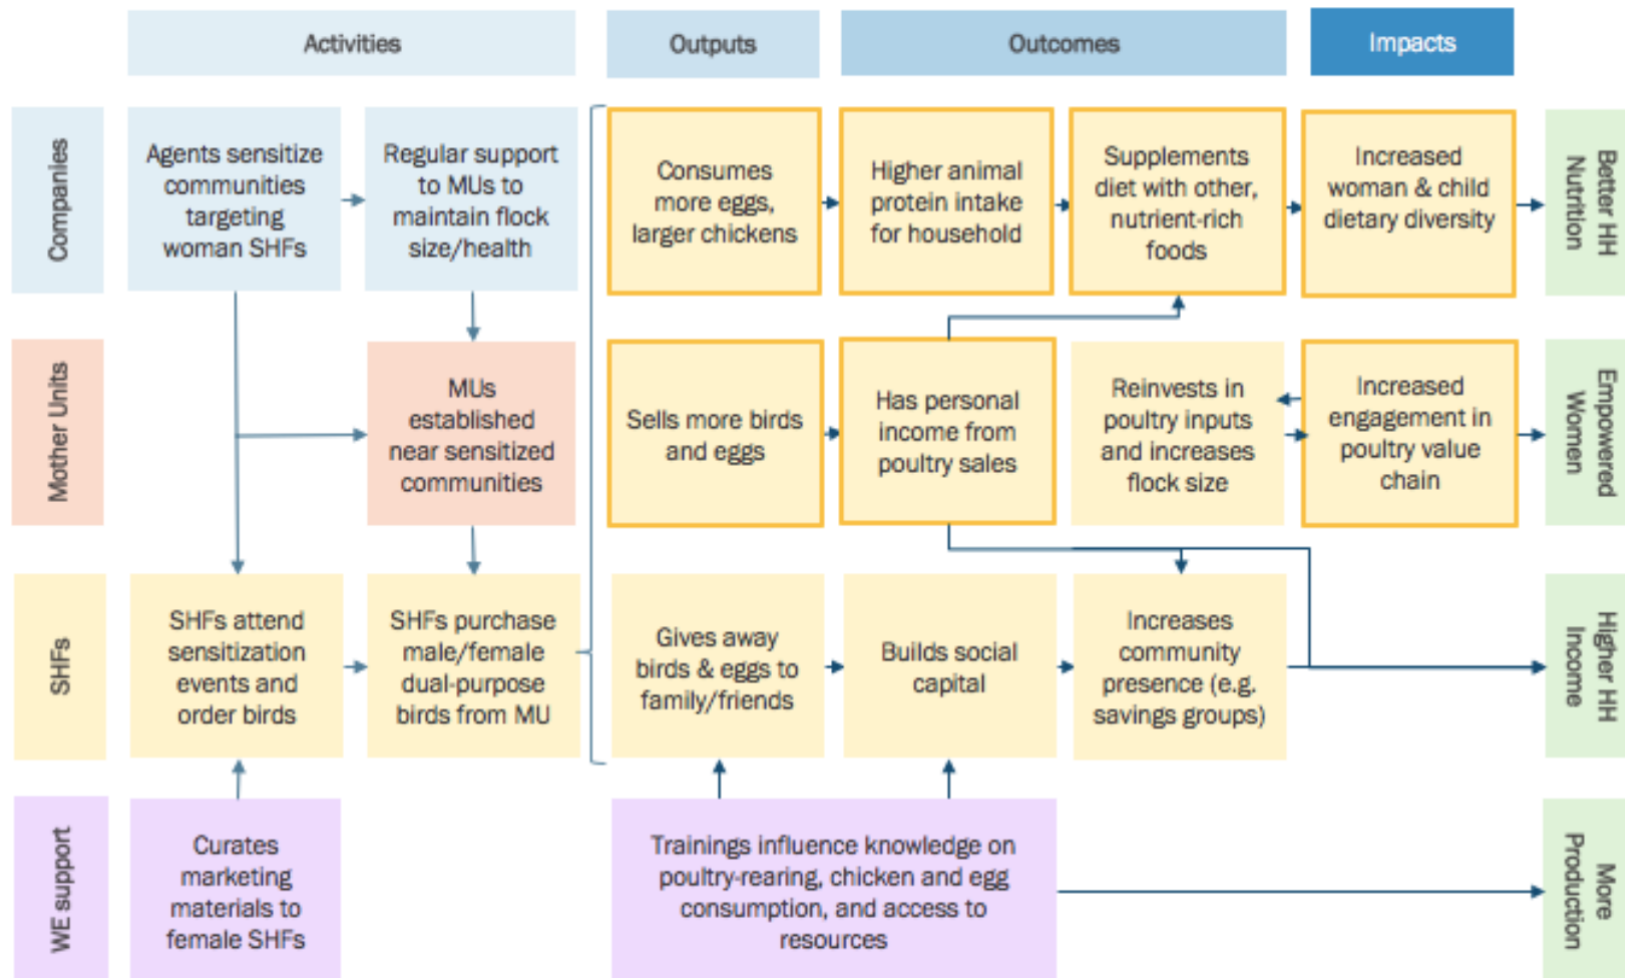 Activities
Outputs
Outcomes
Impacts
Companies
Agents sensitize
communities
targeting
woman SHFs
Regular support
to MUs to
maintain flock
size/health
Consumes
more eggs,
larger chickens
Higher animal
protein intake
for household
Supplements
diet with other,
nutrient-rich
foods
Increased
woman & child
dietary diversity
Better HH
Nutrition
Mother Units
MUs
established
near sensitized
communities
Sells more birds
and eggs
Has personal
income from
poultry sales
Reinvests in
poultry inputs
and increases
flock size
Increased
engagement in
poultry value
chain
Empowered
Women
SHFs
SHFs attend
sensitization
events and
order birds
SHFs purchase
male/female
dual-purpose
birds from MU
Gives away
birds & eggs to
family/friends
Builds social
capital
Increases
community
presence (e.g.
savings groups)
Higher HH
Income
WE support
Curates
marketing
materials to
female SHFs
Trainings influence knowledge on
poultry-rearing, chicken and egg
consumption, and access to
resources
More
Production